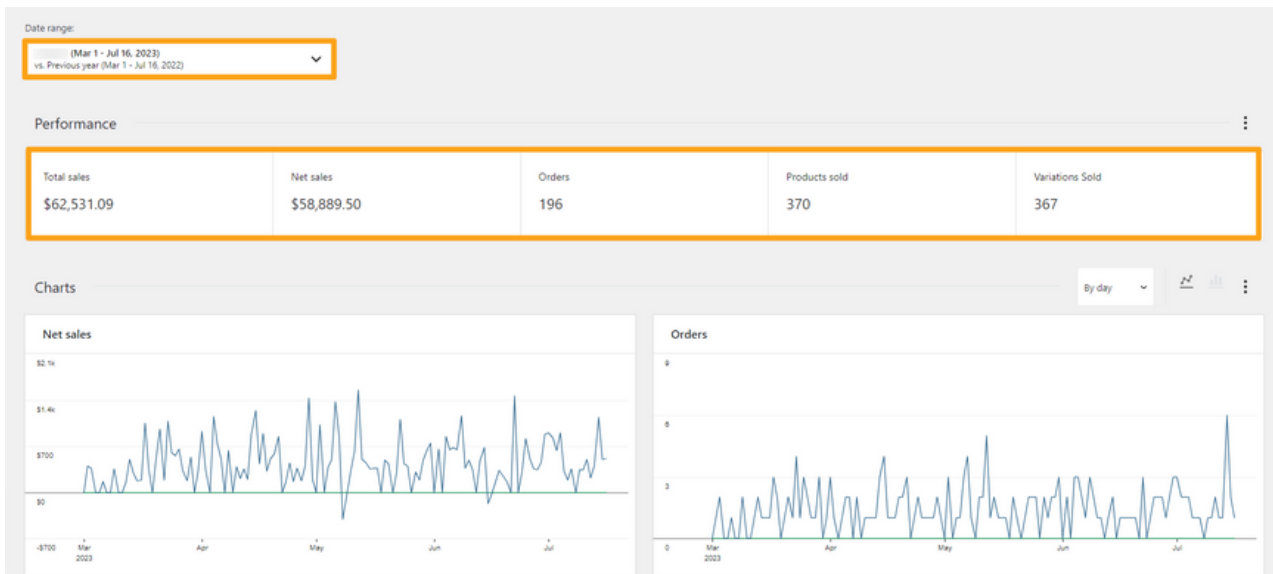 Date range:
(Mar 1 - Jul 16, 2023)
vs. Previous year (Mar 1 - Jul 16, 2022)
Performance
Total sales
Net sales
Orders
Products sold
Variations Sold
$62,531.09
$58,889.50
196
370
367
Charts
By day
Net sales
Orders
$2.1k
$1.4k
$700
$0
-$700
Mar
2023
Apr
May
Jun
Jul
9
6
3
0
Mar
2023
Apr
May
Jun
Jul